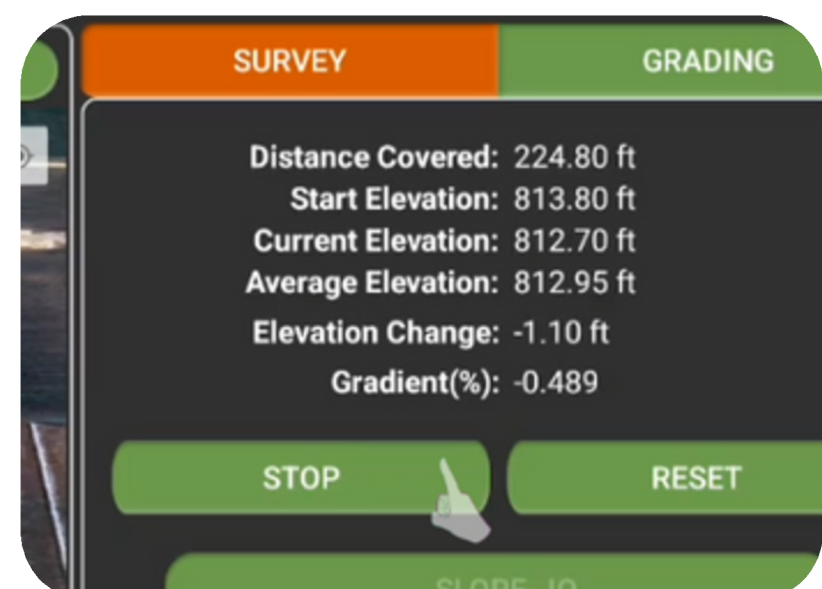 SURVEY GRADING
Distance Covered: 224.80 ft
Start Elevation: 813.80 ft
Current Elevation: 812.70 ft
Average Elevation: 812.95 ft
Elevation Change: -1.10 ft
Gradient(%): -0.489
STOP RESET